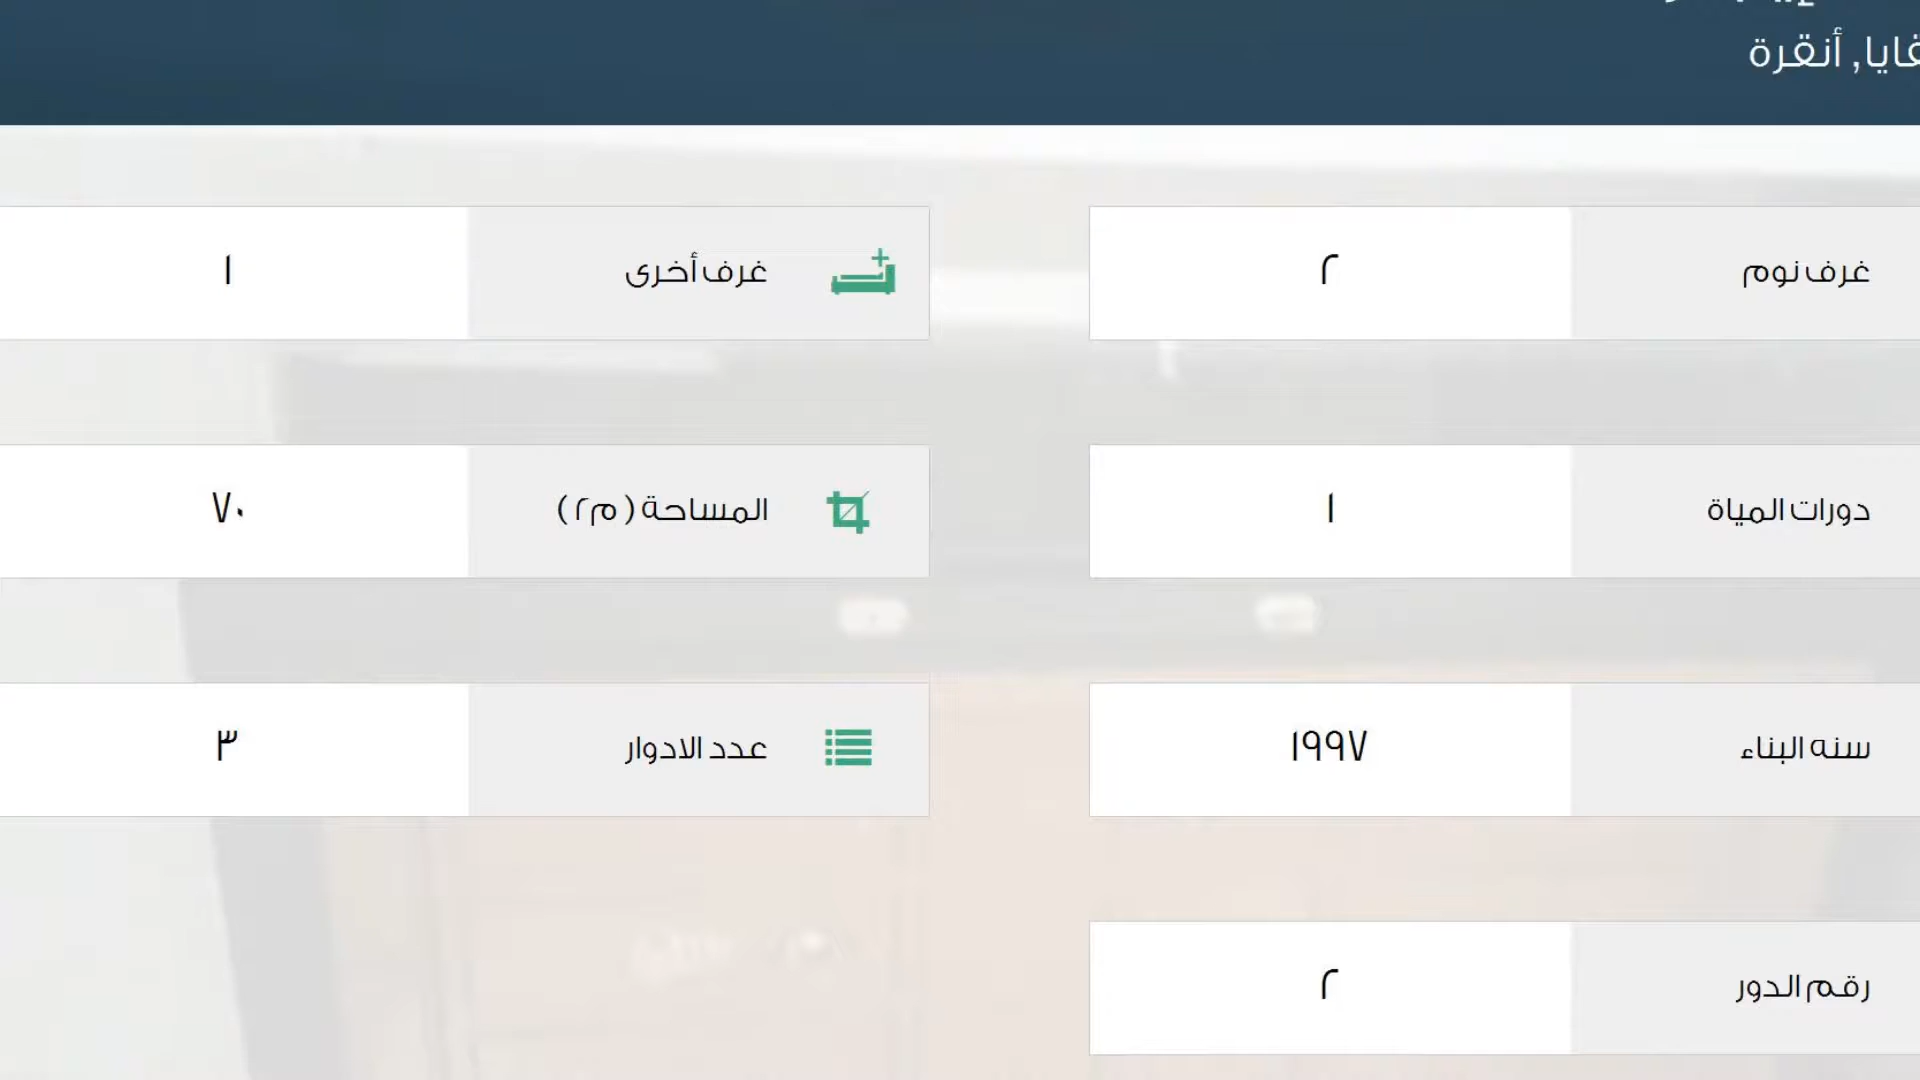 أنقرة
غرف نوم
٢
غرف أخرى
١
دورات المياة
١
المساحة (م٢)
٧٠
سنه البناء
١٩٩٧
عدد الادوار
٣
رقم الدور
٢